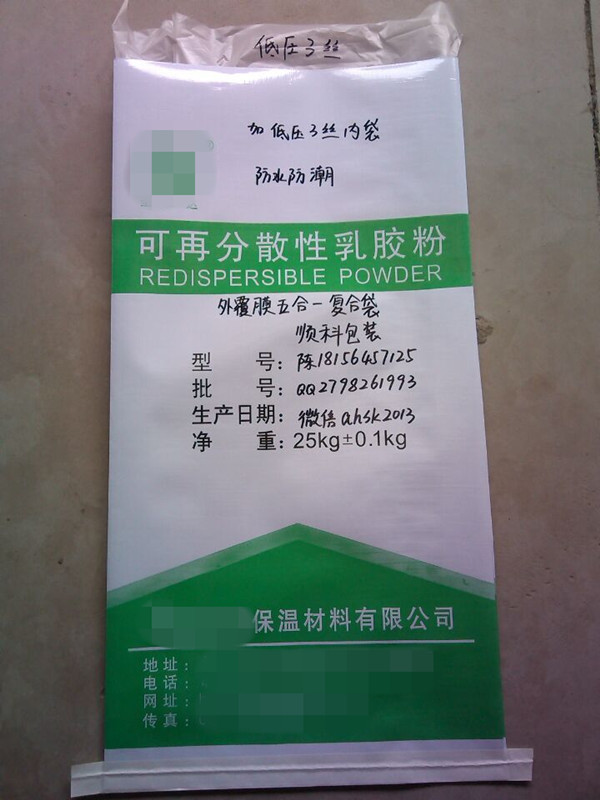 低压3丝
加低压3丝内袋
防水防潮
可再分散性乳胶粉
REDISPERSIBLE POWDER
外覆膜五合一复合袋
顺科包装
型 号：陈18156457125
批 号：QQ2798261993
生产日期：微信ahsk2013
净 重：25kg±0.1kg
保温材料有限公司
地址：
电话：
网址：
传真：